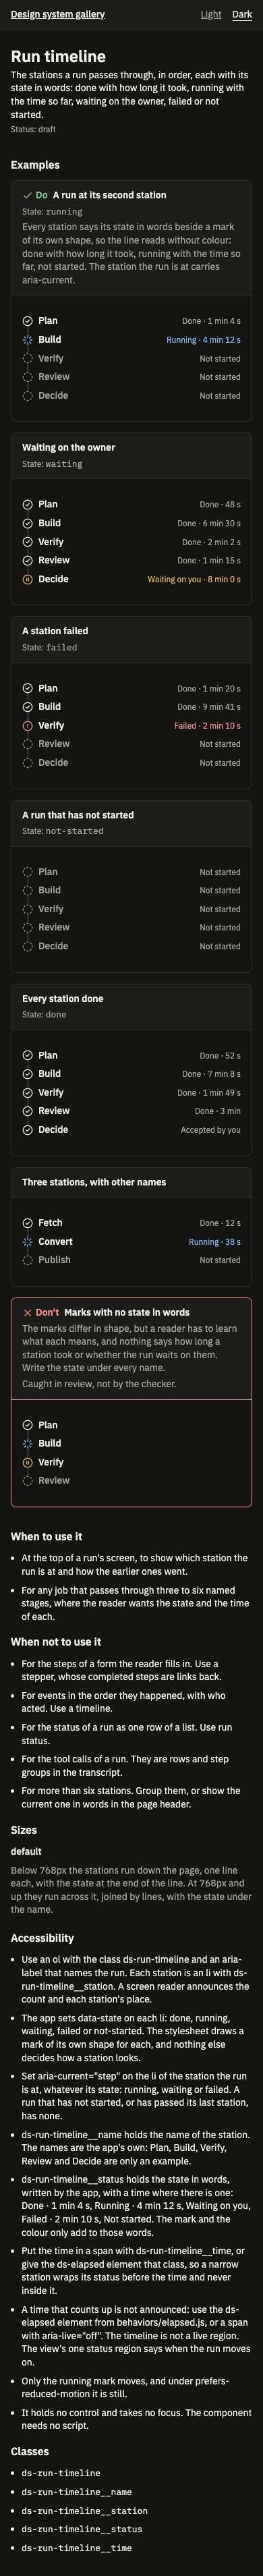 Design system gallery
Light Dark
Run timeline
The stations a run passes through, in order, each with its
state in words: done with how long it took, running with
the time so far, waiting on the owner, failed or not
started.
Status: draft
Examples
Do A run at its second station
State: running
Every station says its state in words beside a mark
of its own shape, so the line reads without colour:
done with how long it took, running with the time so
far, not started. The station the run is at carries
aria-current.
Plan Done · 1 min 4 s
Build Running · 4 min 12 s
Verify Not started
Review Not started
Decide Not started
Waiting on the owner
State: waiting
Plan Done · 48 s
Build Done · 6 min 30 s
Verify Done · 2 min 2 s
Review Done · 1 min 15 s
Decide Waiting on you · 8 min 0 s
A station failed
State: failed
Plan Done · 1 min 20 s
Build Done · 9 min 41 s
Verify Failed · 2 min 10 s
Review Not started
Decide Not started
A run that has not started
State: not-started
Plan Not started
Build Not started
Verify Not started
Review Not started
Decide Not started
Every station done
State: done
Plan Done · 52 s
Build Done · 7 min 8 s
Verify Done · 1 min 49 s
Review Done · 3 min
Decide Accepted by you
Three stations, with other names
Fetch Done · 12 s
Convert Running · 38 s
Publish Not started
Don't Marks with no state in words
The marks differ in shape, but a reader has to learn
what each means, and nothing says how long a
station took or whether the run waits on them.
Write the state under every name.
Caught in review, not by the checker.
Plan
Build
Verify
Review
When to use it
• At the top of a run's screen, to show which station the
run is at and how the earlier ones went.
• For any job that passes through three to six named
stages, where the reader wants the state and the time
of each.
When not to use it
• For the steps of a form the reader fills in. Use a
stepper, whose completed steps are links back.
• For events in the order they happened, with who
acted. Use a timeline.
• For the status of a run as one row of a list. Use run
status.
• For the tool calls of a run. They are rows and step
groups in the transcript.
• For more than six stations. Group them, or show the
current one in words in the page header.
Sizes
default
Below 768px the stations run down the page, one line
each, with the state at the end of the line. At 768px and
up they run across it, joined by lines, with the state under
the name.
Accessibility
• Use an ol with the class ds-run-timeline and an aria-
label that names the run. Each station is an li with ds-
run-timeline__station. A screen reader announces the
count and each station's place.
• The app sets data-state on each li: done, running,
waiting, failed or not-started. The stylesheet draws a
mark of its own shape for each, and nothing else
decides how a station looks.
• Set aria-current="step" on the li of the station the run
is at, whatever its state: running, waiting or failed. A
run that has not started, or has passed its last station,
has none.
• ds-run-timeline__name holds the name of the station.
The names are the app's own: Plan, Build, Verify,
Review and Decide are only an example.
• ds-run-timeline__status holds the state in words,
written by the app, with a time where there is one:
Done · 1 min 4 s, Running · 4 min 12 s, Waiting on you,
Failed · 2 min 10 s, Not started. The mark and the
colour only add to those words.
• Put the time in a span with ds-run-timeline__time, or
give the ds-elapsed element that class, so a narrow
station wraps its status before the time and never
inside it.
• A time that counts up is not announced: use the ds-
elapsed element from behaviors/elapsed.js, or a span
with aria-live="off". The timeline is not a live region.
The view's one status region says when the run moves
on.
• Only the running mark moves, and under prefers-
reduced-motion it is still.
• It holds no control and takes no focus. The component
needs no script.
Classes
• ds-run-timeline
• ds-run-timeline__name
• ds-run-timeline__station
• ds-run-timeline__status
• ds-run-timeline__time